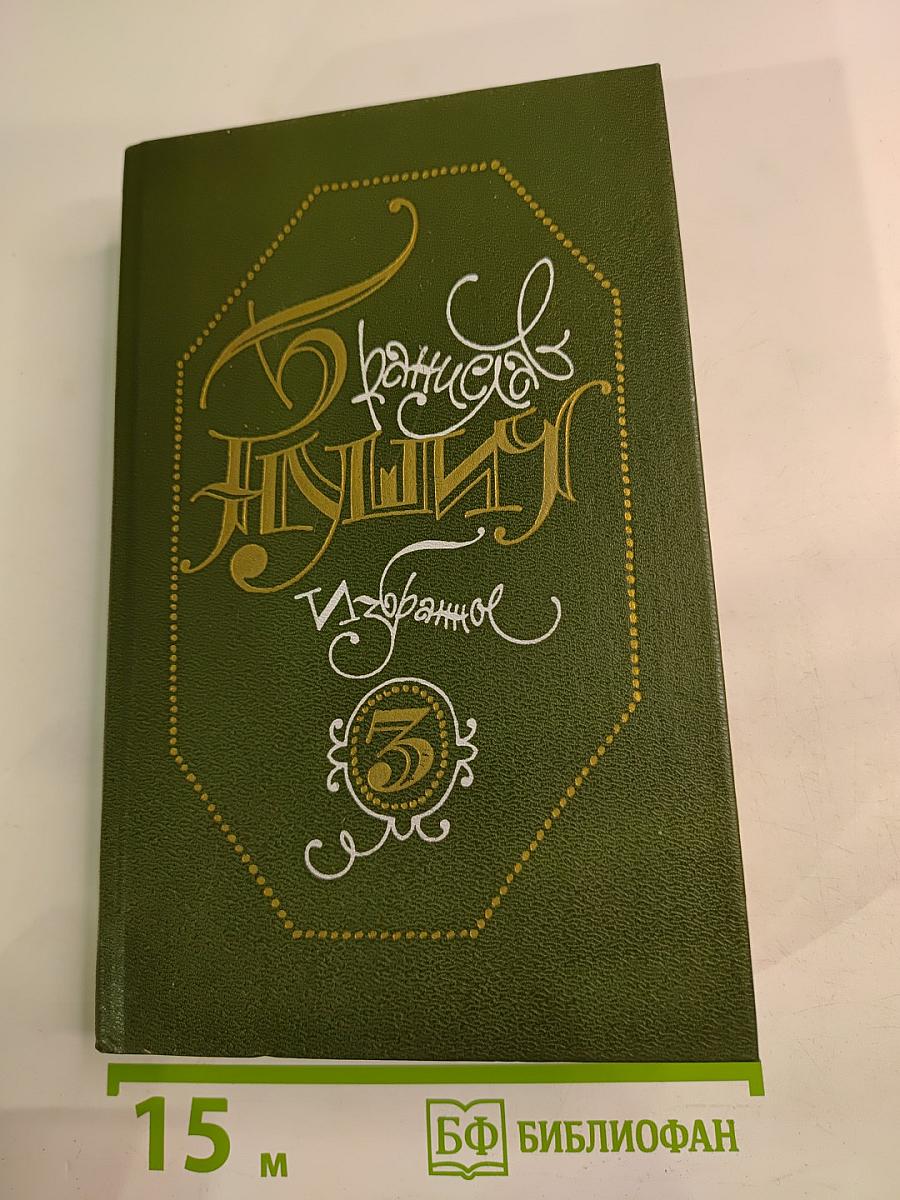 Бранислав
Нушич
Избранное
3
15 м
БФ БИБЛИОФАН